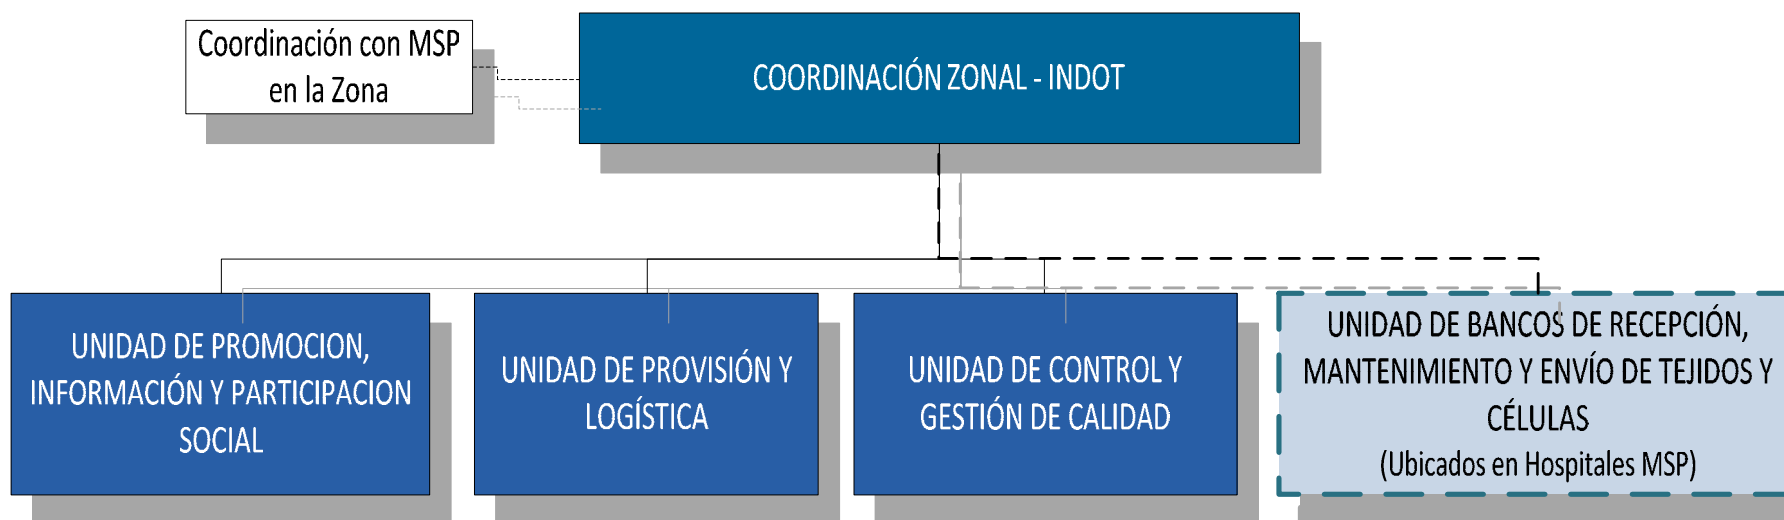 Coordinación con MSP
en la Zona
COORDINACIÓN ZONAL - INDOT
UNIDAD DE PROMOCION,
INFORMACIÓN Y PARTICIPACION
SOCIAL
UNIDAD DE PROVISIÓN Y
LOGÍSTICA
UNIDAD DE CONTROL Y
GESTIÓN DE CALIDAD
UNIDAD DE BANCOS DE RECEPCIÓN,
MANTENIMIENTO Y ENVÍO DE TEJIDOS Y
CÉLULAS
(Ubicados en Hospitales MSP)